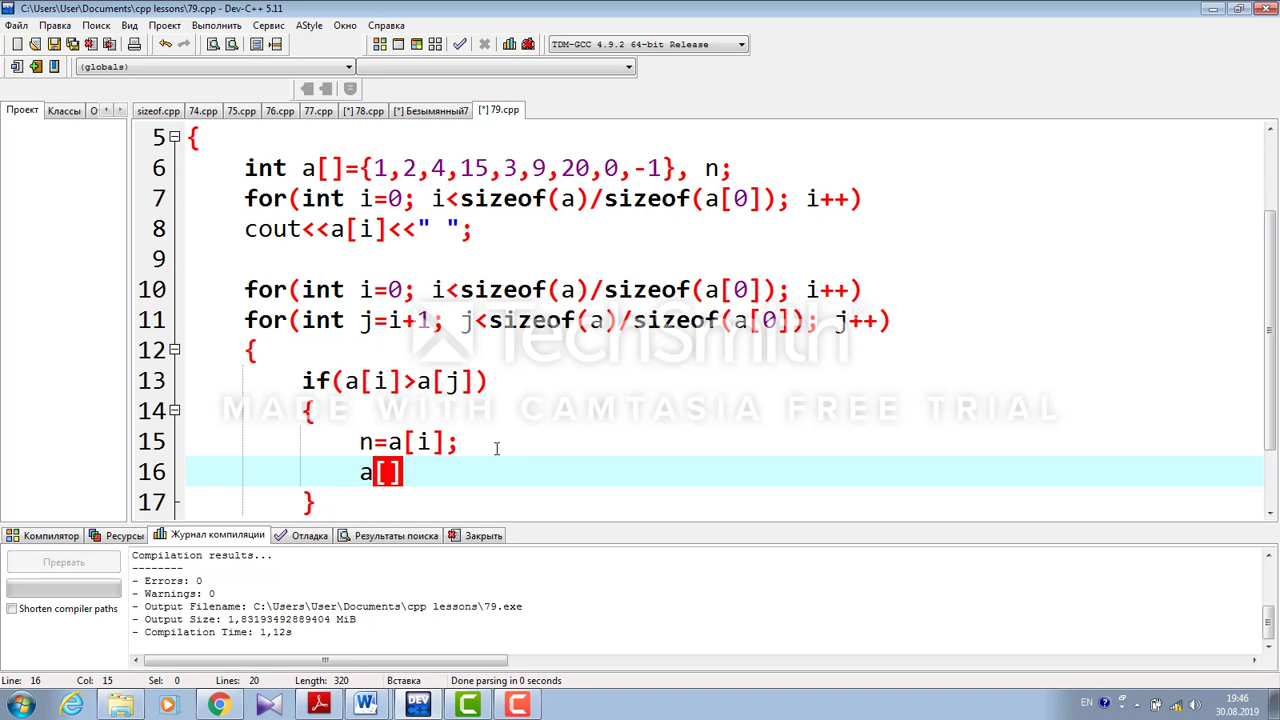 C:\Users\User\Documents\cpp lessons\79.cpp - Dev-C++ 5.11
Файл Правка Поиск Вид Проект Выполнить Сервис AStyle Окно Справка
TDM-GCC 4.9.2 64-bit Release
(globals)
Проект Классы О sizeof.cpp 74.cpp 75.cpp 76.cpp 77.cpp [*] 78.cpp [*] Безымянный7 [*] 79.cpp
5 {
6 int a[]={1,2,4,15,3,9,20,0,-1}, n;
7 for(int i=0; i<sizeof(a)/sizeof(a[0]); i++)
8 cout<<a[i]<<" ";
9
10 for(int i=0; i<sizeof(a)/sizeof(a[0]); i++)
11 for(int j=i+1; j<sizeof(a)/sizeof(a[0]); j++)
12 {
TechSmith
13 if(a[i]>a[j])
MADE WITH CAMTASIA FREE TRIAL
14 {
15 n=a[i];
16 a[]
17 }
Компилятор Ресурсы Журнал компиляции Отладка Результаты поиска Закрыть
Прервать
Shorten compiler paths
Compilation results...
--------
- Errors: 0
- Warnings: 0
- Output Filename: C:\Users\User\Documents\cpp lessons\79.exe
- Output Size: 1,83193492889404 MiB
- Compilation Time: 1,12s
Line: 16 Col: 15 Sel: 0 Lines: 20 Length: 320 Вставка Done parsing in 0 seconds
EN 19:46
30.08.2019